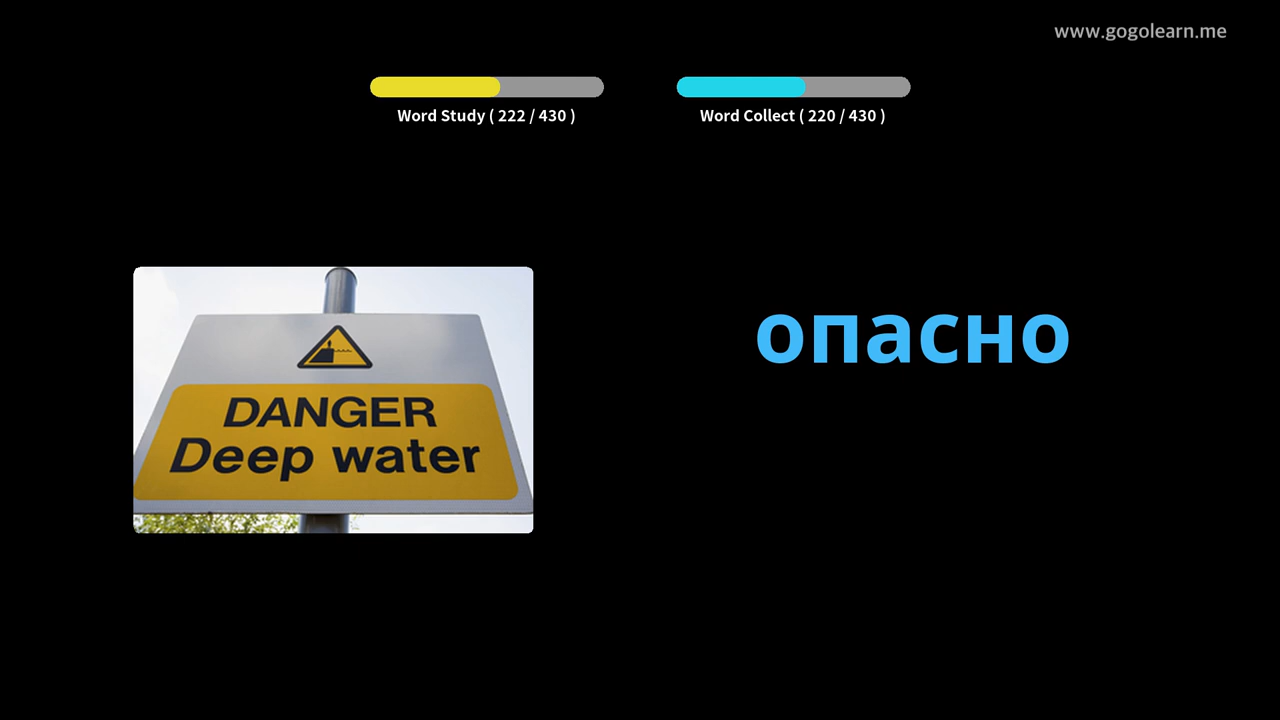 www.gogolearn.me
Word Study ( 222 / 430 )
Word Collect ( 220 / 430 )
DANGER
Deep water
опасно